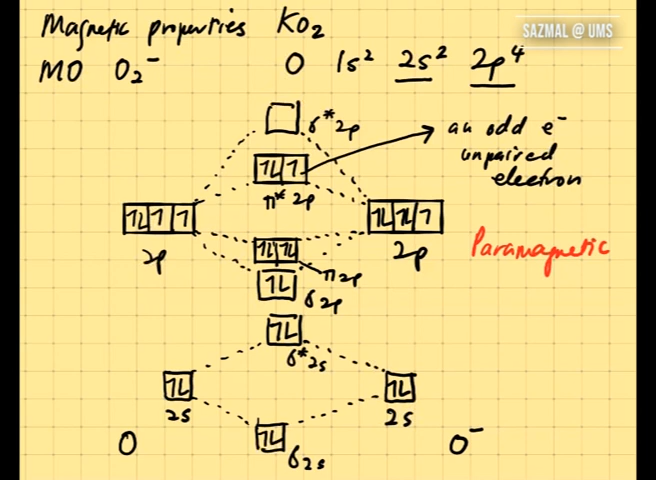 Magnetic properties KO₂
SAZMAL @ UMS
MO O₂⁻ O 1s² 2s² 2p⁴
σ*2p
an odd e⁻
unpaired
electron
π*2p
2p
2p
Paramagnetic
π2p
σ2p
σ*2s
2s
2s
O
O⁻
σ2s